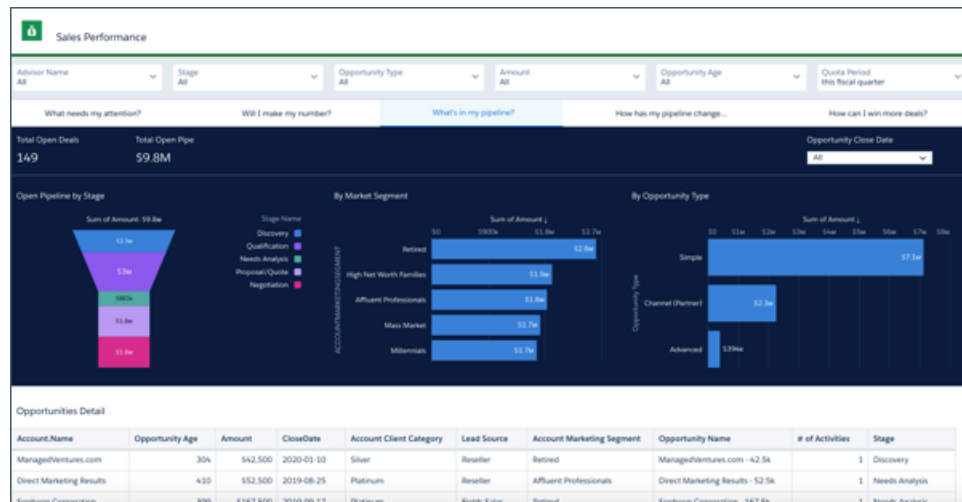 Sales Performance
Advisor Name
All
Stage
All
Opportunity Type
All
Amount
All
Opportunity Age
All
Quota Period
this fiscal quarter
What needs my attention?
Will I make my number?
What's in my pipeline?
How has my pipeline change...
How can I win more deals?
Total Open Deals
149
Total Open Pipe
$9.8M
Opportunity Close Date
All
Open Pipeline by Stage
Sum of Amount $9.8M
Stage Name
Discovery
Qualification
Needs Analysis
Proposal/Quote
Negotiation
$2.3M
$3M
$1.8M
$1.8M
By Market Segment
Sum of Amount ↓
$0 $900K $1.8M $2.7M
ACCOUNTMARKETINGSEGMENT
Retired $2.8M
High Net Worth Families $1.9M
Affluent Professionals $1.8M
Mass Market $1.7M
Millennials $1.7M
By Opportunity Type
Sum of Amount ↓
$0 $1M $2M $3M $4M $5M $6M $7M $8M
Opportunity Type
Simple $7.1M
Channel (Partner) $2.3M
Advanced $394K
Opportunities Detail
Account.Name Opportunity Age Amount CloseDate Account Client Category Lead Source Account Marketing Segment Opportunity Name # of Activities Stage
ManagedVentures.com 304 $42,500 2020-01-10 Silver Reseller Retired ManagedVentures.com - 42.5k 1 Discovery
Direct Marketing Results 410 $52,500 2019-08-25 Platinum Reseller Affluent Professionals Direct Marketing Results - 52.5k 1 Needs Analysis